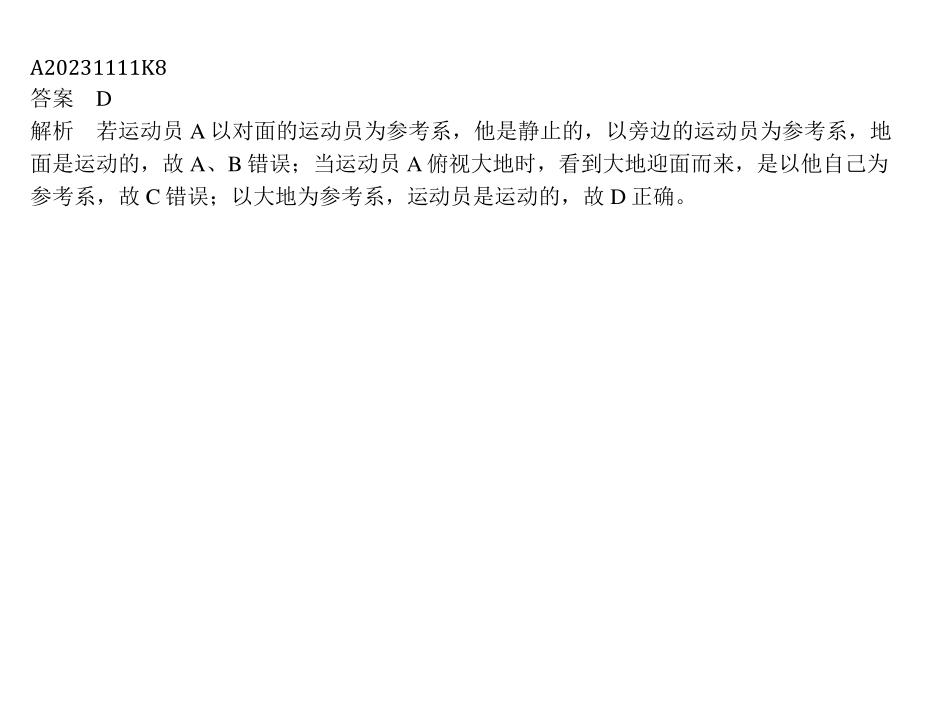 A20231111K8
答案　D
解析　若运动员 A 以对面的运动员为参考系，他是静止的，以旁边的运动员为参考系，地
面是运动的，故 A、B 错误；当运动员 A 俯视大地时，看到大地迎面而来，是以他自己为
参考系，故 C 错误；以大地为参考系，运动员是运动的，故 D 正确。